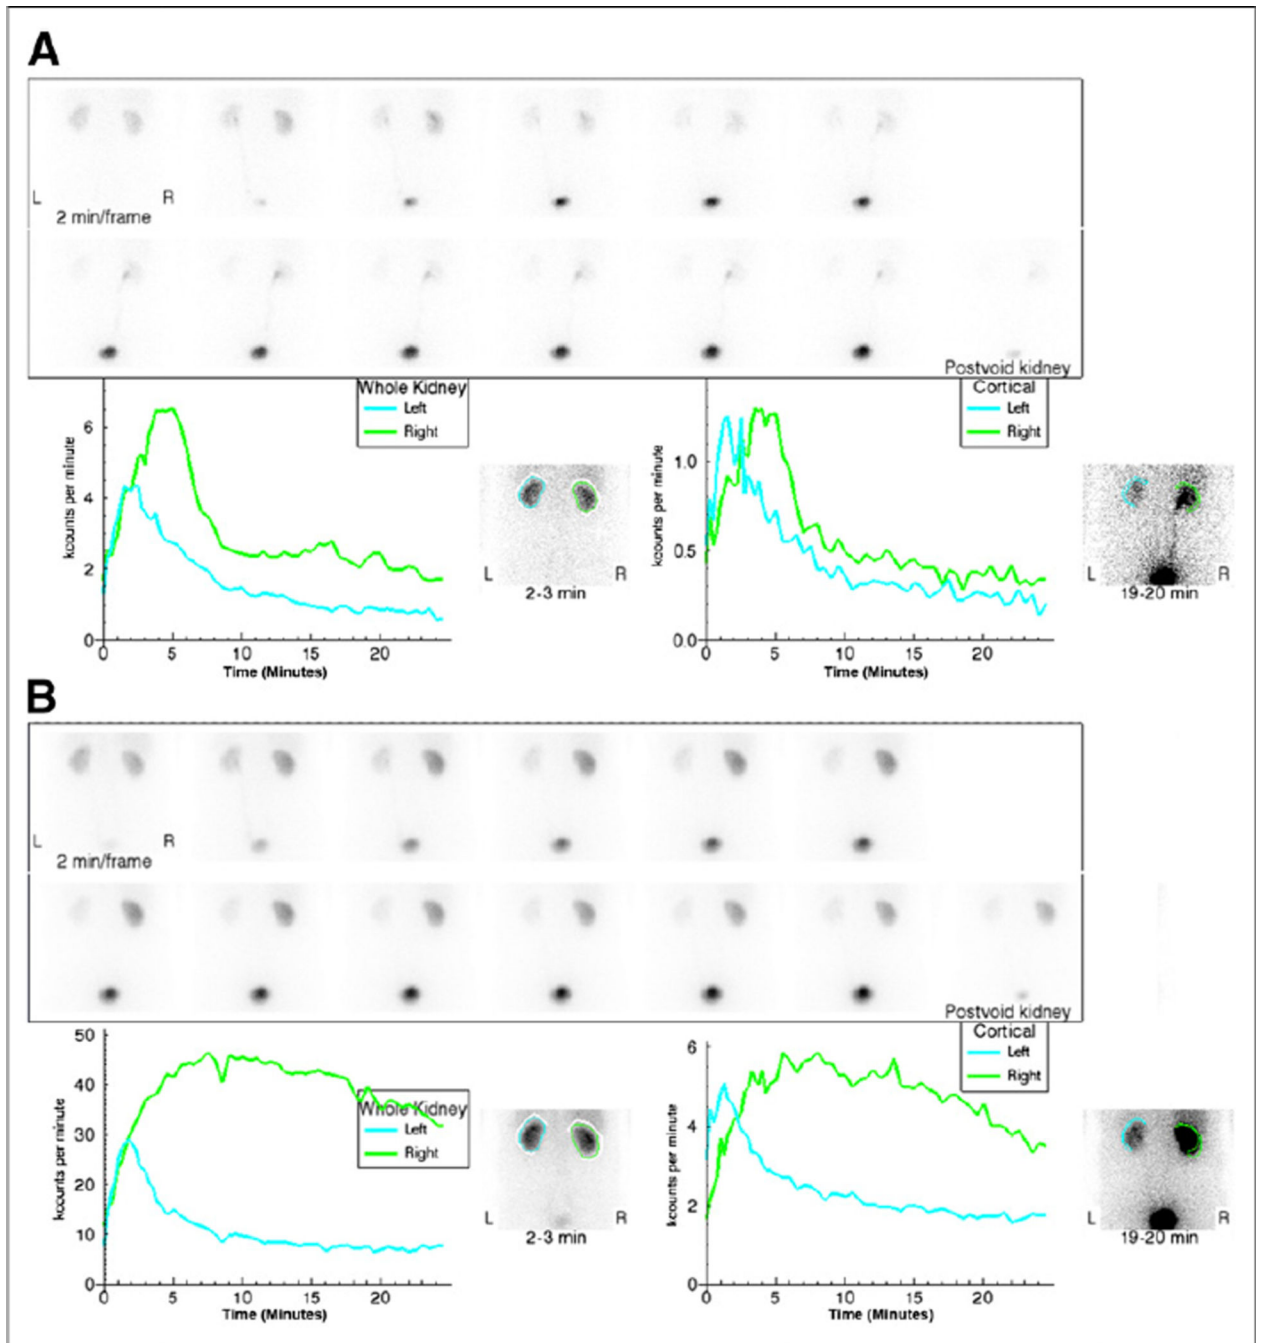 A
L R
2 min/frame
Postvoid kidney
Whole Kidney
Left
Right
kcounts per minute
6
4
2
0
0 5 10 15 20
Time (Minutes)
L R
2-3 min
Cortical
Left
Right
kcounts per minute
1.0
0.5
0.0
0 5 10 15 20
Time (Minutes)
L R
19-20 min
B
L R
2 min/frame
Postvoid kidney
50
40
30
20
10
0
kcounts per minute
Whole Kidney
Left
Right
0 5 10 15 20
Time (Minutes)
L R
2-3 min
Cortical
Left
Right
kcounts per minute
6
4
2
0
0 5 10 15 20
Time (Minutes)
L R
19-20 min